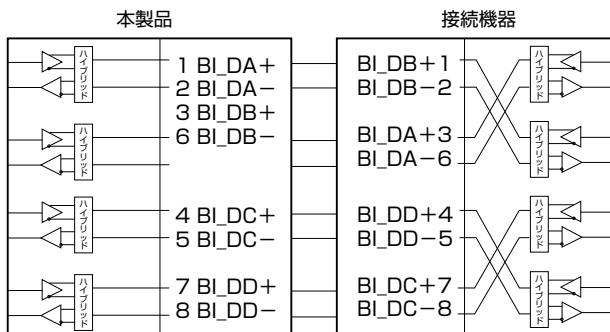 本製品
接続機器
ハイブリッド
ハイブリッド
ハイブリッド
ハイブリッド
1 BI_DA+
2 BI_DA−
3 BI_DB+
6 BI_DB−
4 BI_DC+
5 BI_DC−
7 BI_DD+
8 BI_DD−
BI_DB+1
BI_DB−2
BI_DA+3
BI_DA−6
BI_DD+4
BI_DD−5
BI_DC+7
BI_DC−8
ハイブリッド
ハイブリッド
ハイブリッド
ハイブリッド